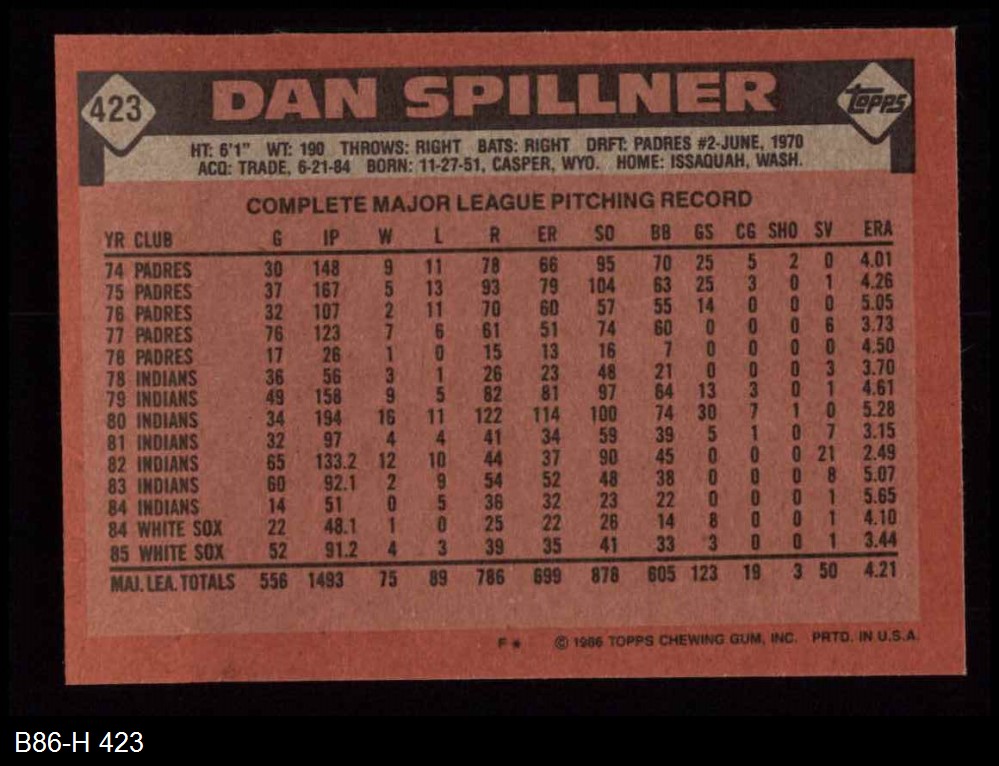 423
DAN SPILLNER
TOPPS
HT: 6'1" WT: 190 THROWS: RIGHT BATS: RIGHT DRFT: PADRES #2-JUNE, 1970
ACQ: TRADE, 6-21-84 BORN: 11-27-51, CASPER, WYO. HOME: ISSAQUAH, WASH.
COMPLETE MAJOR LEAGUE PITCHING RECORD
YR CLUB G IP W L R ER SO BB GS CG SHO SV ERA
74 PADRES 30 148 9 11 78 66 95 70 25 5 2 0 4.01
75 PADRES 37 167 5 13 93 79 104 63 25 3 0 1 4.26
76 PADRES 32 107 2 11 70 60 57 55 14 0 0 0 5.05
77 PADRES 76 123 7 6 61 51 74 60 0 0 0 6 3.73
78 PADRES 17 26 1 0 15 13 16 7 0 0 0 0 4.50
78 INDIANS 36 56 3 1 26 23 48 21 0 0 0 3 3.70
79 INDIANS 49 158 9 5 82 81 97 64 13 3 0 1 4.61
80 INDIANS 34 194 16 11 122 114 100 74 30 7 1 0 5.28
81 INDIANS 32 97 4 4 41 34 59 39 5 1 0 7 3.15
82 INDIANS 65 133.2 12 10 44 37 90 45 0 0 0 21 2.49
83 INDIANS 60 92.1 2 9 54 52 48 38 0 0 0 8 5.07
84 INDIANS 14 51 0 5 36 32 23 22 0 0 0 1 5.65
84 WHITE SOX 22 48.1 1 0 25 22 26 14 8 0 0 1 4.10
85 WHITE SOX 52 91.2 4 3 39 35 41 33 3 0 0 1 3.44
MAJ. LEA. TOTALS 556 1493 75 89 786 699 878 605 123 19 3 50 4.21
F * © 1986 TOPPS CHEWING GUM, INC. PRTD. IN U.S.A.
B86-H 423